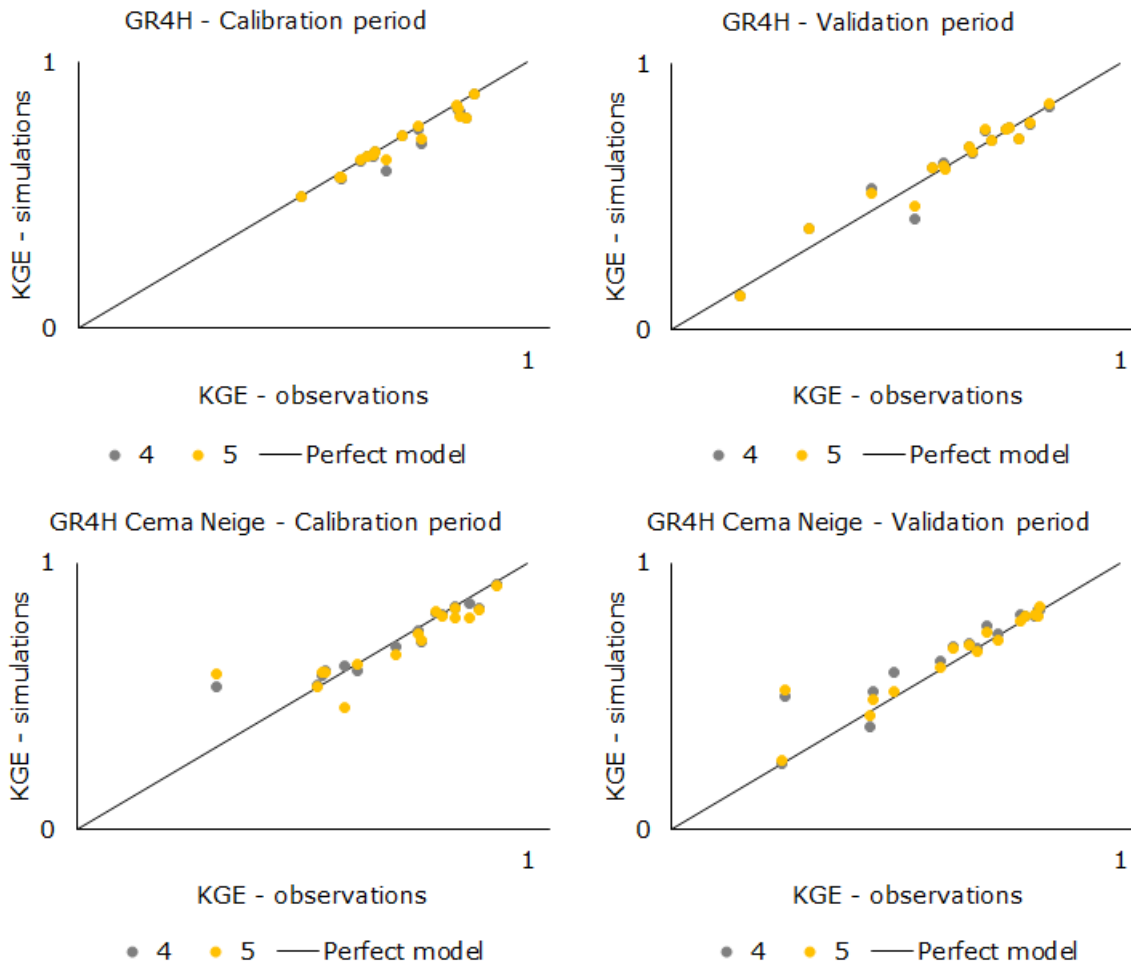 GR4H - Calibration period
1
KGE - simulations
0
1
KGE - observations
4 5 Perfect model
GR4H - Validation period
1
KGE - simulations
0
1
KGE - observations
4 5 Perfect model
GR4H Cema Neige - Calibration period
1
KGE - simulations
0
1
KGE - observations
4 5 Perfect model
GR4H Cema Neige - Validation period
1
KGE - simulations
0
1
KGE - observations
4 5 Perfect model